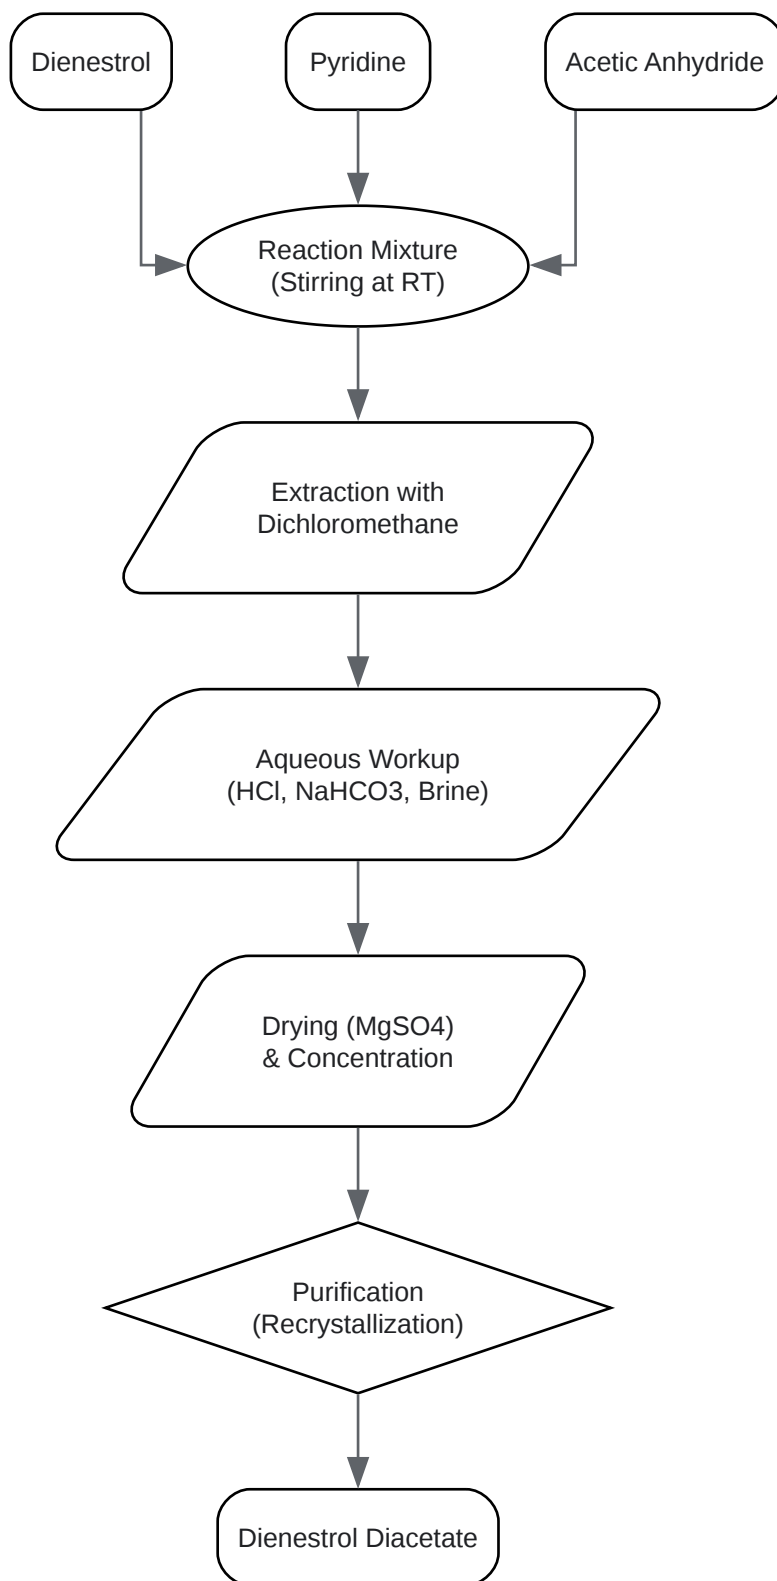 Dienestrol
Pyridine
Acetic Anhydride
Reaction Mixture
(Stirring at RT)
Extraction with
Dichloromethane
Aqueous Workup
(HCl, NaHCO3, Brine)
Drying (MgSO4)
& Concentration
Purification
(Recrystallization)
Dienestrol Diacetate